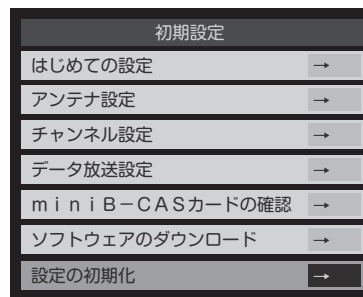 初期設定
はじめての設定 →
アンテナ設定 →
チャンネル設定 →
データ放送設定 →
ｍｉｎｉＢ－ＣＡＳカードの確認 →
ソフトウェアのダウンロード →
設定の初期化 →